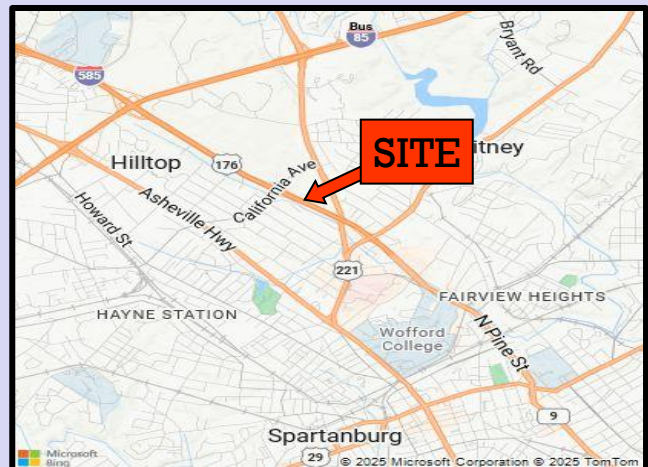 Bus
85
Bryant Rd
585
SITE
itney
Hilltop
176
California Ave
Asheville Hwy
Howard St
221
FAIRVIEW HEIGHTS
HAYNE STATION
Wofford
College
N Pine St
9
Spartanburg
29
Microsoft
Bing
© 2025 Microsoft Corporation © 2025 TomTom